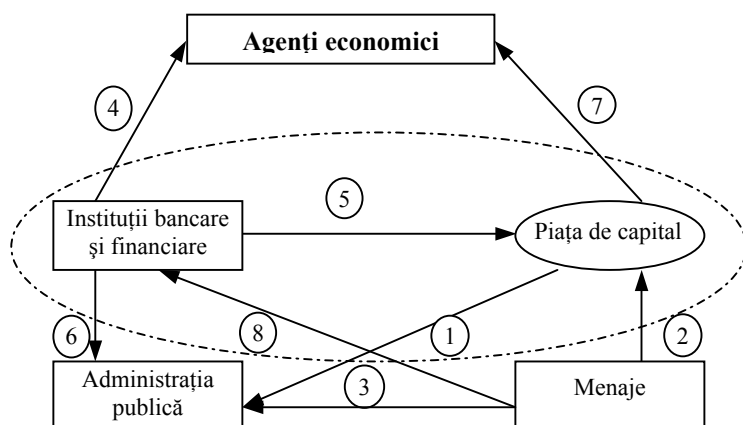 Agenți economici
4
7
5
Instituții bancare
şi financiare
Piața de capital
6
8
1
2
Administrația
publică
3
Menaje